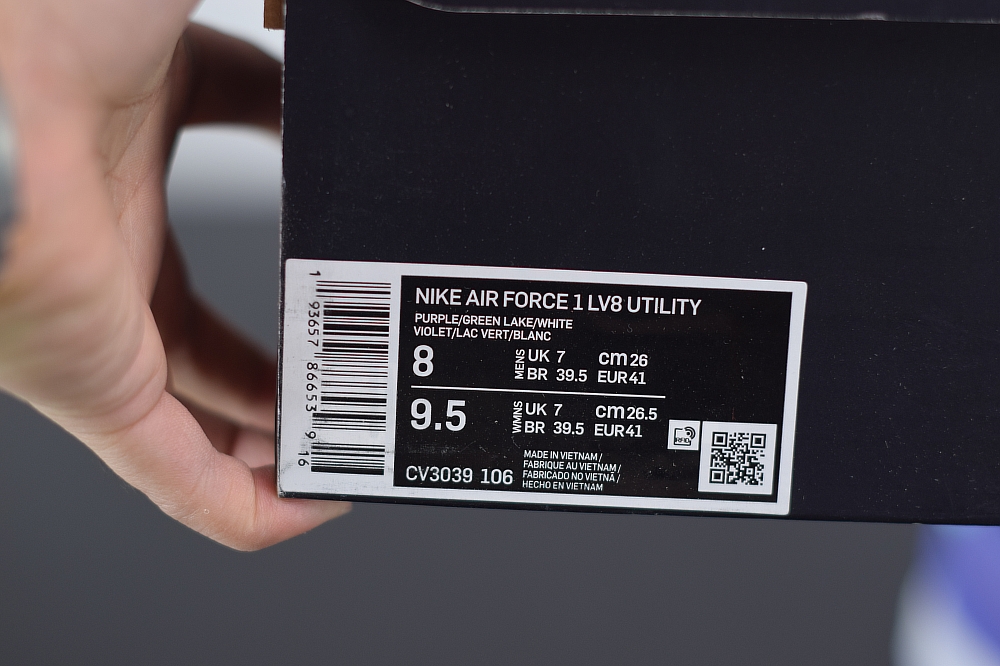 NIKE AIR FORCE 1 LV8 UTILITY
PURPLE/GREEN LAKE/WHITE
VIOLET/LAC VERT/BLANC
8 MENS UK 7 cm 26
BR 39.5 EUR 41
9.5 WMNS UK 7 cm 26.5
BR 39.5 EUR 41
RFID
MADE IN VIETNAM /
FABRIQUE AU VIETNAM /
FABRICADO NO VIETNÃ /
HECHO EN VIETNAM
CV3039 106
1 93657 86653 9 16